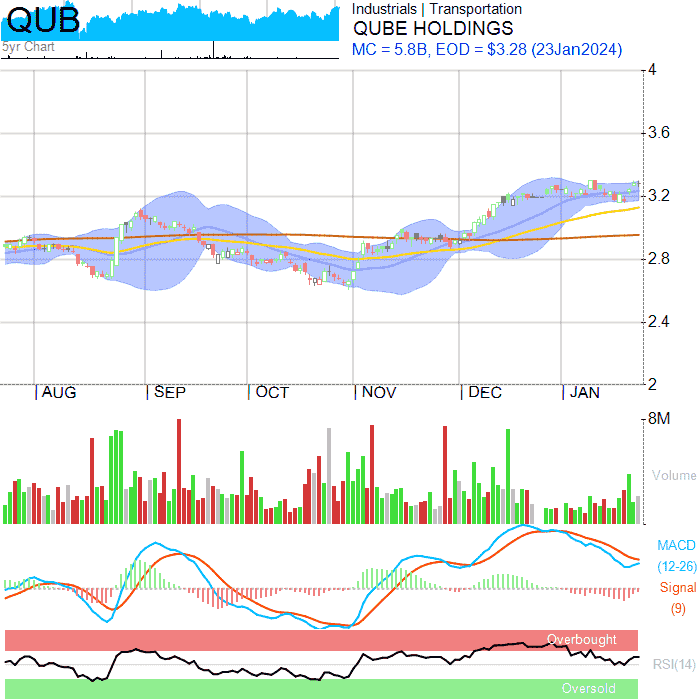 QUB
5yr Chart
Industrials | Transportation
QUBE HOLDINGS
MC = 5.8B, EOD = $3.28 (23Jan2024)
4
3.6
3.2
2.8
2.4
2
| AUG | SEP | OCT | NOV | DEC | JAN
8M
Volume
MACD
(12-26)
Signal
(9)
Overbought
RSI(14)
Oversold